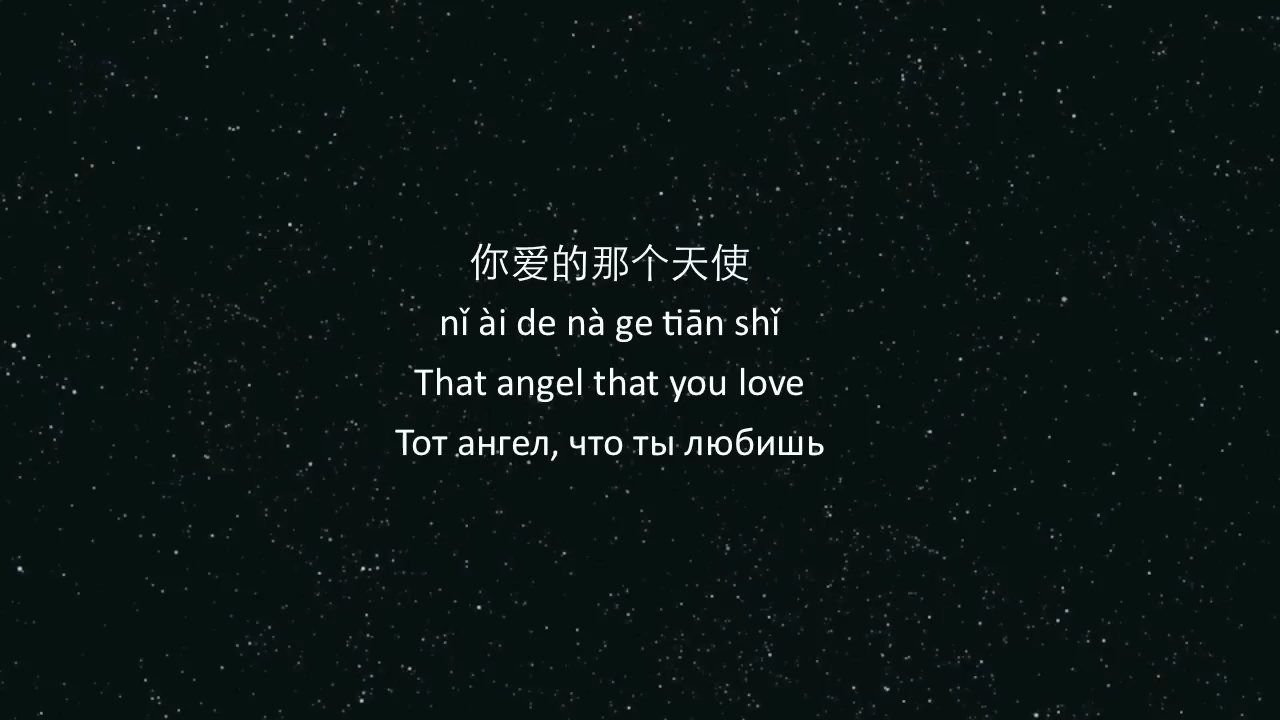 你爱的那个天使
nǐ ài de nà ge tiān shǐ
That angel that you love
Тот ангел, что ты любишь